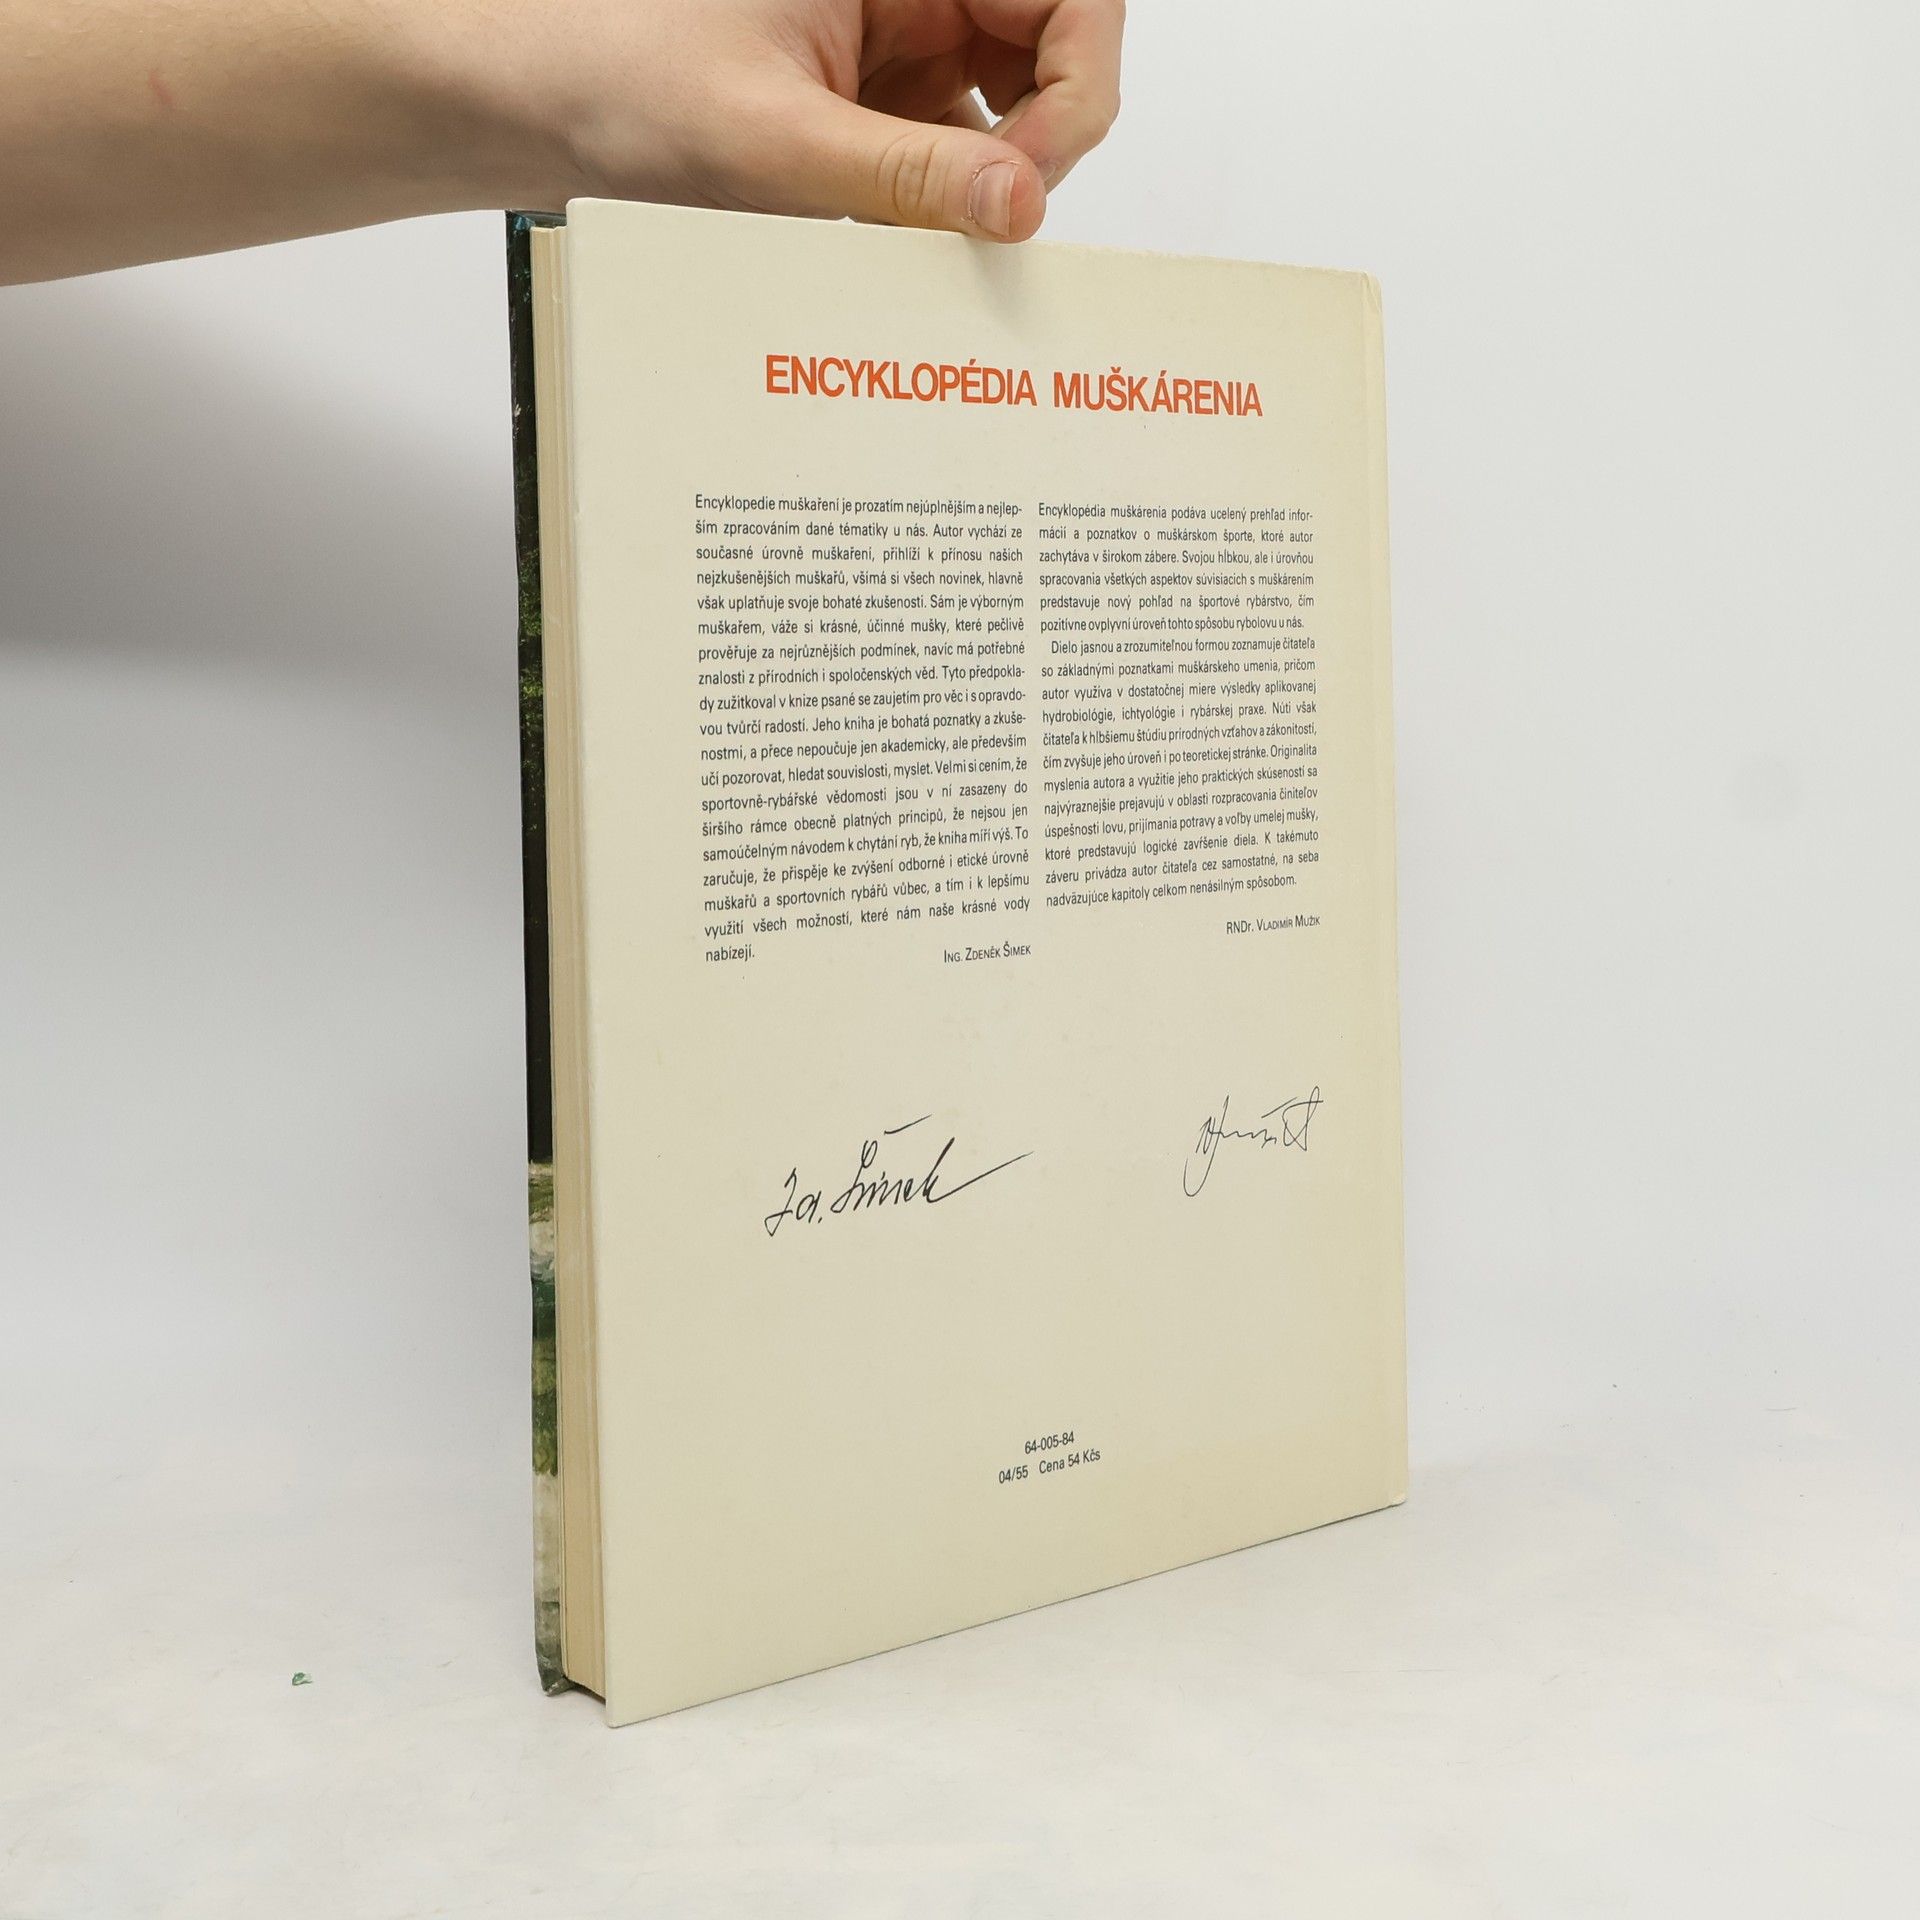 ENCYKLOPÉDIA MUŠKÁRENIA
Encyklopedie muškaření je prozatím nejúplnějším a nejlep-
ším zpracováním dané tématiky u nás. Autor vychází ze
současné úrovně muškaření, přihlíží k přínosu našich
nejzkušenějších muškařů, všímá si všech novinek, hlavně
však uplatňuje svoje bohaté zkušenosti. Sám je výborným
muškařem, váže si krásné, účinné mušky, které pečlivě
prověřuje za nejrůznějších podmínek, navíc má potřebné
znalosti z přírodních i spoločenských věd. Tyto předpokla-
dy zužitkoval v knize psané se zaujetím pro věc i s opravdo-
vou tvůrčí radostí. Jeho kniha je bohatá poznatky a zkuše-
nostmi, a přece nepoučuje jen akademicky, ale především
učí pozorovat, hledat souvislosti, myslet. Velmi si cením, že
sportovně-rybářské vědomosti jsou v ní zasazeny do
širšího rámce obecně platných principů, že nejsou jen
samoúčelným návodem k chytání ryb, že kniha míří výš. To
zaručuje, že přispěje ke zvýšení odborné i etické úrovně
muškařů a sportovních rybářů vůbec, a tím i k lepšímu
využití všech možností, které nám naše krásné vody
nabízejí.
ING. ZDENĚK ŠIMEK
Encyklopédia muškárenia podáva ucelený prehľad infor-
mácií a poznatkov o muškárskom športe, ktoré autor
zachytáva v širokom zábere. Svojou hĺbkou, ale i úrovňou
spracovania všetkých aspektov súvisiacich s muškárením
predstavuje nový pohľad na športové rybárstvo, čím
pozitívne ovplyvní úroveň tohto spôsobu rybolovu u nás.
Dielo jasnou a zrozumiteľnou formou zoznamuje čitateľa
so základnými poznatkami muškárskeho umenia, pričom
autor využíva v dostatočnej miere výsledky aplikovanej
hydrobiológie, ichtyológie i rybárskej praxe. Núti však
čitateľa k hlbšiemu štúdiu prírodných vzťahov a zákonitostí,
čím zvyšuje jeho úroveň i po teoretickej stránke. Originalita
myslenia autora a využitie jeho praktických skúseností sa
najvýraznejšie prejavujú v oblasti rozpracovania činiteľov
úspešnosti lovu, prijímania potravy a voľby umelej mušky,
ktoré predstavujú logické zavŕšenie diela. K takémuto
záveru privádza autor čitateľa cez samostatné, na seba
nadväzujúce kapitoly celkom nenásilným spôsobom.
RNDr. VLADIMÍR MUŽIK
Zd. Šimek
64-005-84
04/55 Cena 54 Kčs